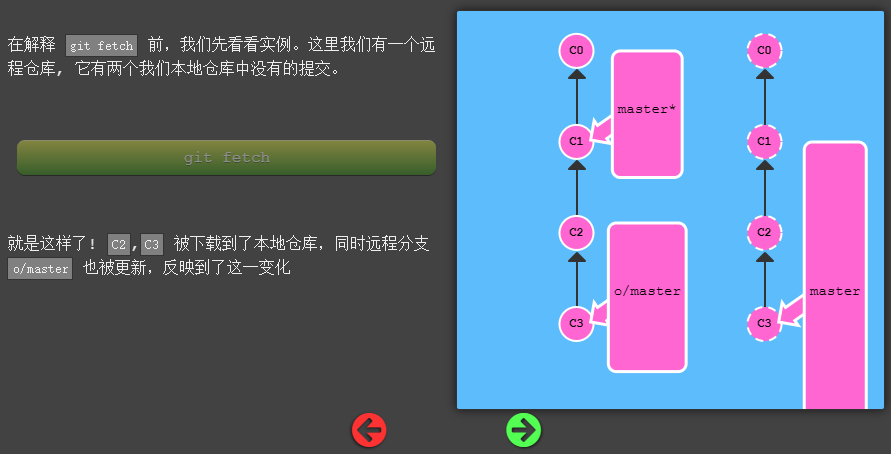 在解释 git fetch 前，我们先看看实例。这里我们有一个远
程仓库, 它有两个我们本地仓库中没有的提交。
git fetch
就是这样了! C2,C3 被下载到了本地仓库，同时远程分支
o/master 也被更新，反映到了这一变化
C0
master*
C1
C2
o/master
C3
C0
C1
C2
master
C3